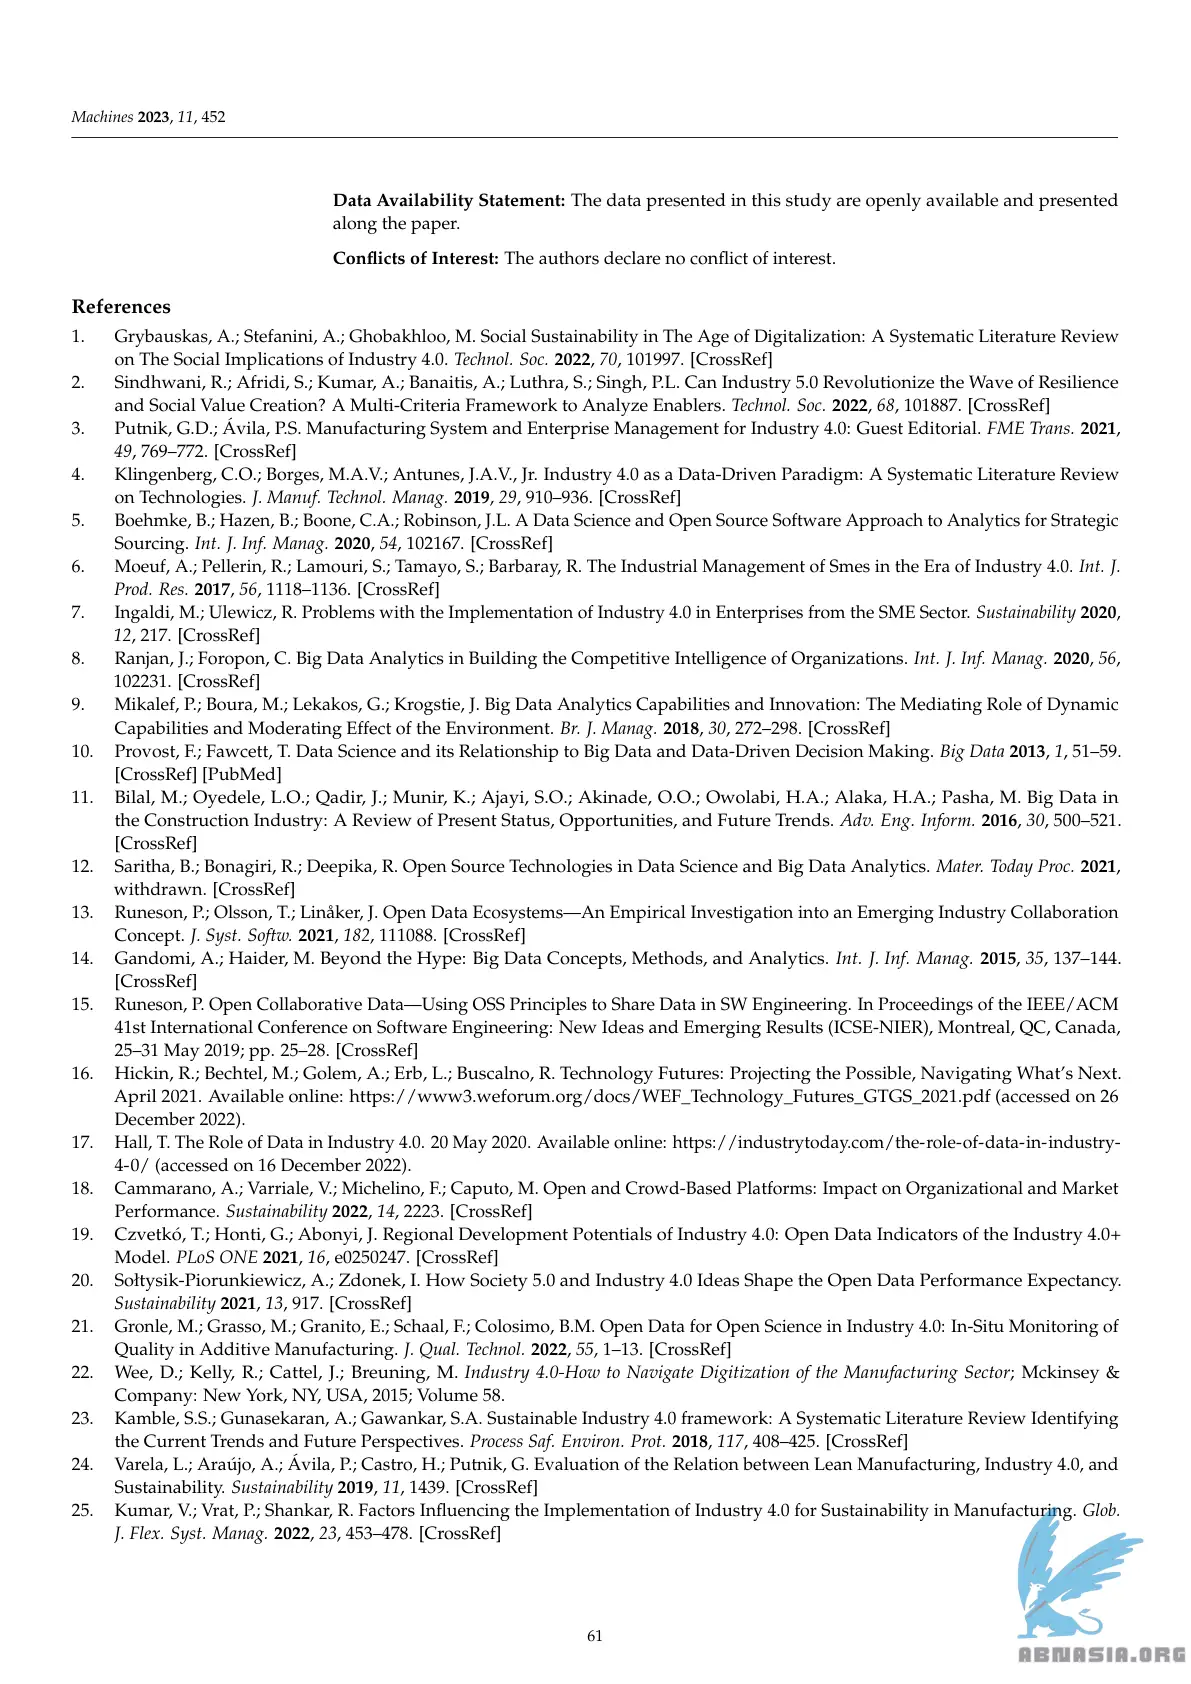 Machines 2023, 11, 452
Data Availability Statement: The data presented in this study are openly available and presented
along the paper.
Conflicts of Interest: The authors declare no conflict of interest.
References
1. Grybauskas, A.; Stefanini, A.; Ghobakhloo, M. Social Sustainability in The Age of Digitalization: A Systematic Literature Review
on The Social Implications of Industry 4.0. Technol. Soc. 2022, 70, 101997. [CrossRef]
2. Sindhwani, R.; Afridi, S.; Kumar, A.; Banaitis, A.; Luthra, S.; Singh, P.L. Can Industry 5.0 Revolutionize the Wave of Resilience
and Social Value Creation? A Multi-Criteria Framework to Analyze Enablers. Technol. Soc. 2022, 68, 101887. [CrossRef]
3. Putnik, G.D.; Ávila, P.S. Manufacturing System and Enterprise Management for Industry 4.0: Guest Editorial. FME Trans. 2021,
49, 769–772. [CrossRef]
4. Klingenberg, C.O.; Borges, M.A.V.; Antunes, J.A.V., Jr. Industry 4.0 as a Data-Driven Paradigm: A Systematic Literature Review
on Technologies. J. Manuf. Technol. Manag. 2019, 29, 910–936. [CrossRef]
5. Boehmke, B.; Hazen, B.; Boone, C.A.; Robinson, J.L. A Data Science and Open Source Software Approach to Analytics for Strategic
Sourcing. Int. J. Inf. Manag. 2020, 54, 102167. [CrossRef]
6. Moeuf, A.; Pellerin, R.; Lamouri, S.; Tamayo, S.; Barbaray, R. The Industrial Management of Smes in the Era of Industry 4.0. Int. J.
Prod. Res. 2017, 56, 1118–1136. [CrossRef]
7. Ingaldi, M.; Ulewicz, R. Problems with the Implementation of Industry 4.0 in Enterprises from the SME Sector. Sustainability 2020,
12, 217. [CrossRef]
8. Ranjan, J.; Foropon, C. Big Data Analytics in Building the Competitive Intelligence of Organizations. Int. J. Inf. Manag. 2020, 56,
102231. [CrossRef]
9. Mikalef, P.; Boura, M.; Lekakos, G.; Krogstie, J. Big Data Analytics Capabilities and Innovation: The Mediating Role of Dynamic
Capabilities and Moderating Effect of the Environment. Br. J. Manag. 2018, 30, 272–298. [CrossRef]
10. Provost, F.; Fawcett, T. Data Science and its Relationship to Big Data and Data-Driven Decision Making. Big Data 2013, 1, 51–59.
[CrossRef] [PubMed]
11. Bilal, M.; Oyedele, L.O.; Qadir, J.; Munir, K.; Ajayi, S.O.; Akinade, O.O.; Owolabi, H.A.; Alaka, H.A.; Pasha, M. Big Data in
the Construction Industry: A Review of Present Status, Opportunities, and Future Trends. Adv. Eng. Inform. 2016, 30, 500–521.
[CrossRef]
12. Saritha, B.; Bonagiri, R.; Deepika, R. Open Source Technologies in Data Science and Big Data Analytics. Mater. Today Proc. 2021,
withdrawn. [CrossRef]
13. Runeson, P.; Olsson, T.; Linåker, J. Open Data Ecosystems—An Empirical Investigation into an Emerging Industry Collaboration
Concept. J. Syst. Softw. 2021, 182, 111088. [CrossRef]
14. Gandomi, A.; Haider, M. Beyond the Hype: Big Data Concepts, Methods, and Analytics. Int. J. Inf. Manag. 2015, 35, 137–144.
[CrossRef]
15. Runeson, P. Open Collaborative Data—Using OSS Principles to Share Data in SW Engineering. In Proceedings of the IEEE/ACM
41st International Conference on Software Engineering: New Ideas and Emerging Results (ICSE-NIER), Montreal, QC, Canada,
25–31 May 2019; pp. 25–28. [CrossRef]
16. Hickin, R.; Bechtel, M.; Golem, A.; Erb, L.; Buscalno, R. Technology Futures: Projecting the Possible, Navigating What’s Next.
April 2021. Available online: https://www3.weforum.org/docs/WEF_Technology_Futures_GTGS_2021.pdf (accessed on 26
December 2022).
17. Hall, T. The Role of Data in Industry 4.0. 20 May 2020. Available online: https://industrytoday.com/the-role-of-data-in-industry-
4-0/ (accessed on 16 December 2022).
18. Cammarano, A.; Varriale, V.; Michelino, F.; Caputo, M. Open and Crowd-Based Platforms: Impact on Organizational and Market
Performance. Sustainability 2022, 14, 2223. [CrossRef]
19. Czvetkó, T.; Honti, G.; Abonyi, J. Regional Development Potentials of Industry 4.0: Open Data Indicators of the Industry 4.0+
Model. PLoS ONE 2021, 16, e0250247. [CrossRef]
20. Sołtysik-Piorunkiewicz, A.; Zdonek, I. How Society 5.0 and Industry 4.0 Ideas Shape the Open Data Performance Expectancy.
Sustainability 2021, 13, 917. [CrossRef]
21. Gronle, M.; Grasso, M.; Granito, E.; Schaal, F.; Colosimo, B.M. Open Data for Open Science in Industry 4.0: In-Situ Monitoring of
Quality in Additive Manufacturing. J. Qual. Technol. 2022, 55, 1–13. [CrossRef]
22. Wee, D.; Kelly, R.; Cattel, J.; Breuning, M. Industry 4.0-How to Navigate Digitization of the Manufacturing Sector; Mckinsey &
Company: New York, NY, USA, 2015; Volume 58.
23. Kamble, S.S.; Gunasekaran, A.; Gawankar, S.A. Sustainable Industry 4.0 framework: A Systematic Literature Review Identifying
the Current Trends and Future Perspectives. Process Saf. Environ. Prot. 2018, 117, 408–425. [CrossRef]
24. Varela, L.; Araújo, A.; Ávila, P.; Castro, H.; Putnik, G. Evaluation of the Relation between Lean Manufacturing, Industry 4.0, and
Sustainability. Sustainability 2019, 11, 1439. [CrossRef]
25. Kumar, V.; Vrat, P.; Shankar, R. Factors Influencing the Implementation of Industry 4.0 for Sustainability in Manufacturing. Glob.
J. Flex. Syst. Manag. 2022, 23, 453–478. [CrossRef]
61
ABNASIA.ORG